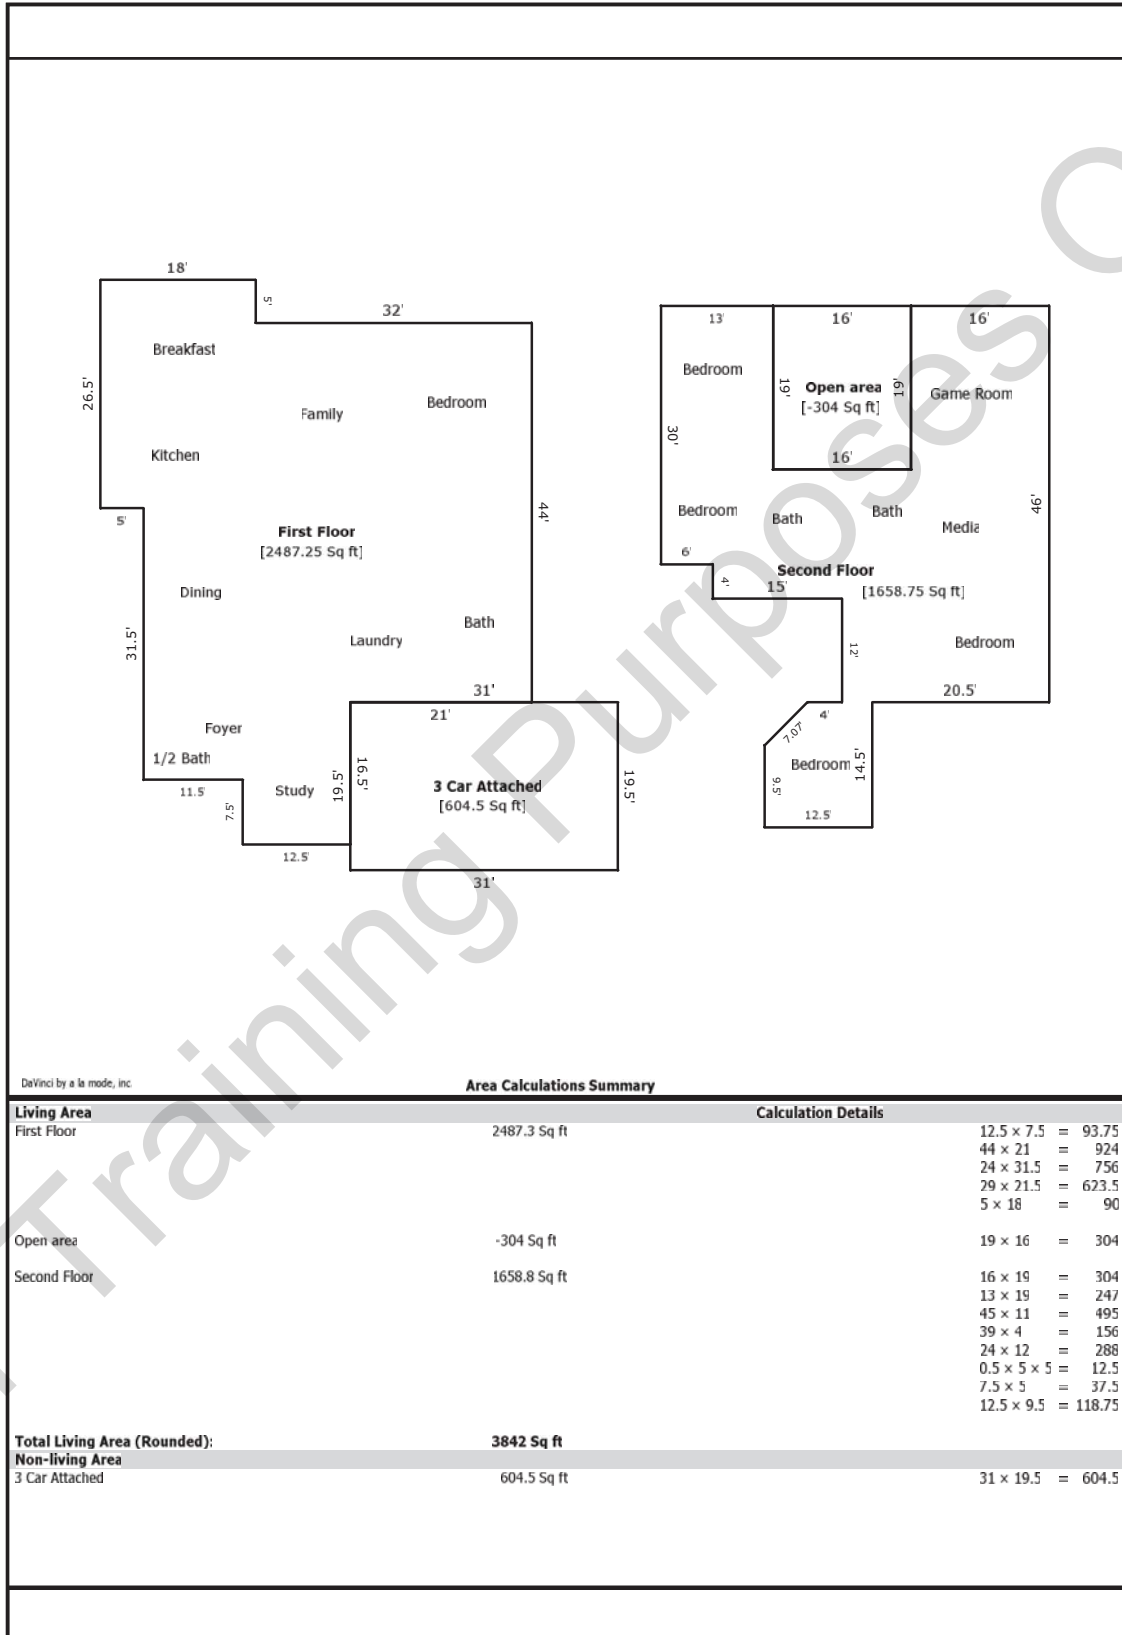 18'
5'
32'
Breakfast
26.5'
Family
Bedroom
Kitchen
5'
44'
First Floor
[2487.25 Sq ft]
Dining
31.5'
Bath
Laundry
31'
21'
Foyer
1/2 Bath
11.5'
7.5'
Study
19.5'
16.5'
3 Car Attached
[604.5 Sq ft]
19.5'
12.5'
31'
13'
16'
16'
Bedroom
19'
Open area
[-304 Sq ft]
19'
Game Room
30'
16'
46'
Bedroom
Bath
Bath
Media
6'
4'
Second Floor
15'
[1658.75 Sq ft]
12'
Bedroom
20.5'
4'
7.07'
Bedroom
14.5'
9.5'
12.5'
Training Purposes
DaVinci by a la mode, inc.
Area Calculations Summary
Living Area Calculation Details
First Floor 2487.3 Sq ft 12.5 × 7.5 = 93.75
44 × 21 = 924
24 × 31.5 = 756
29 × 21.5 = 623.5
5 × 18 = 90
Open area -304 Sq ft 19 × 16 = 304
Second Floor 1658.8 Sq ft 16 × 19 = 304
13 × 19 = 247
45 × 11 = 495
39 × 4 = 156
24 × 12 = 288
0.5 × 5 × 5 = 12.5
7.5 × 5 = 37.5
12.5 × 9.5 = 118.75
Total Living Area (Rounded): 3842 Sq ft
Non-living Area
3 Car Attached 604.5 Sq ft 31 × 19.5 = 604.5